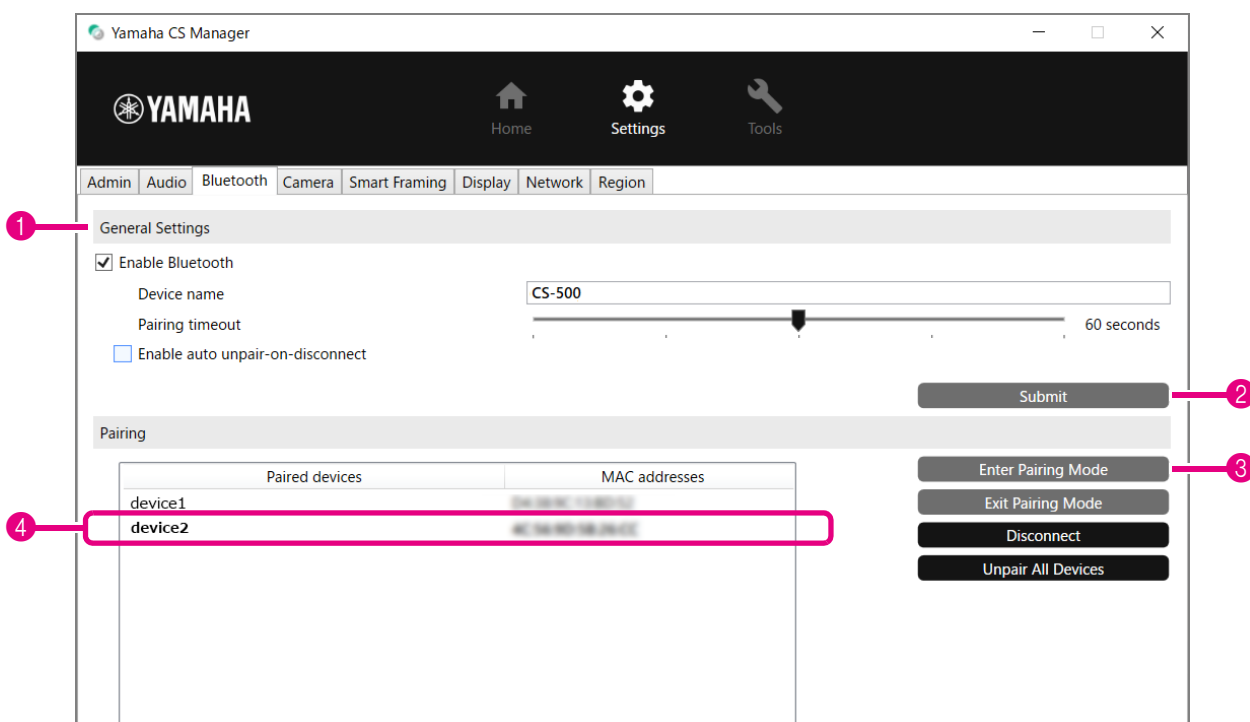 Yamaha CS Manager
YAMAHA
Home Settings Tools
Admin Audio Bluetooth Camera Smart Framing Display Network Region
1 General Settings
Enable Bluetooth
Device name CS-500
Pairing timeout 60 seconds
Enable auto unpair-on-disconnect
Submit 2
Pairing
Paired devices MAC addresses
Enter Pairing Mode 3
device1
Exit Pairing Mode
4 device2
Disconnect
Unpair All Devices